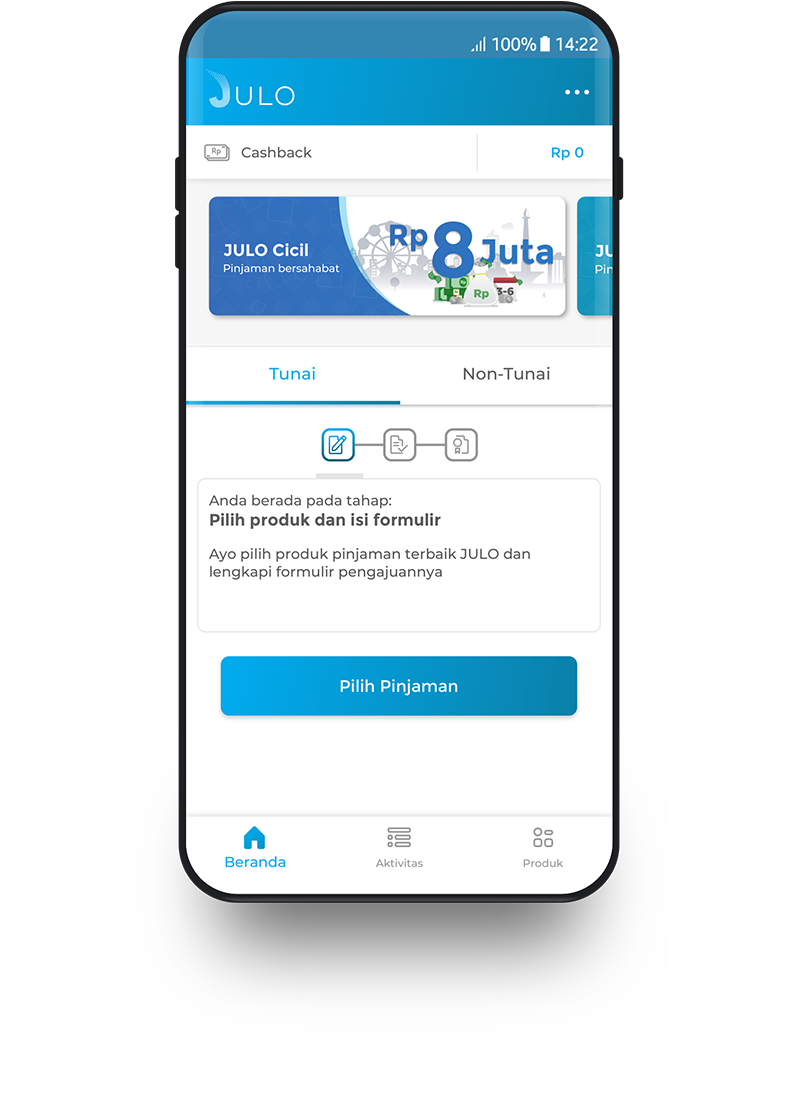 100% 14:22
JULO
Rp
Cashback
Rp 0
JULO Cicil
Pinjaman bersahabat
Rp 8 Juta
Rp
3-6
JU
Pin
Tunai
Non-Tunai
Anda berada pada tahap:
Pilih produk dan isi formulir
Ayo pilih produk pinjaman terbaik JULO dan
lengkapi formulir pengajuannya
Pilih Pinjaman
Beranda
Aktivitas
Produk